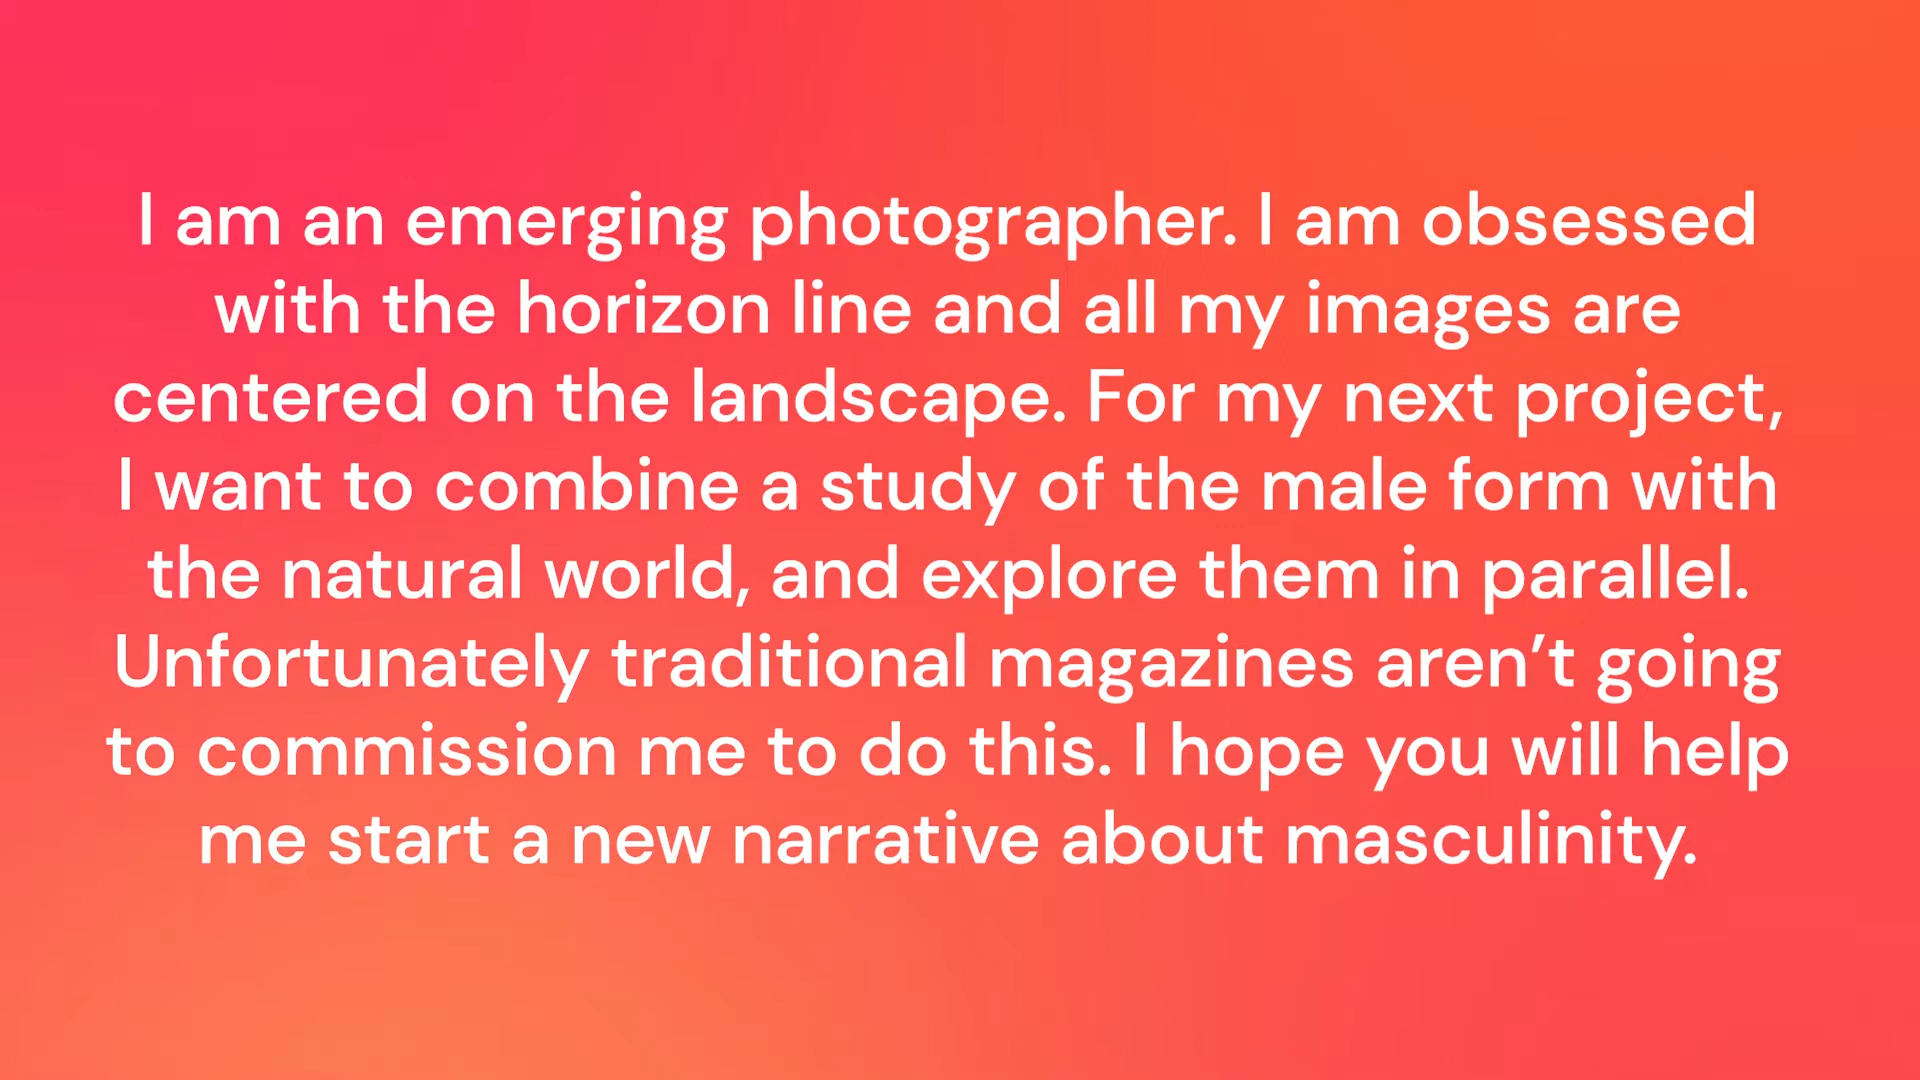 I am an emerging photographer. I am obsessed
with the horizon line and all my images are
centered on the landscape. For my next project,
I want to combine a study of the male form with
the natural world, and explore them in parallel.
Unfortunately traditional magazines aren’t going
to commission me to do this. I hope you will help
me start a new narrative about masculinity.